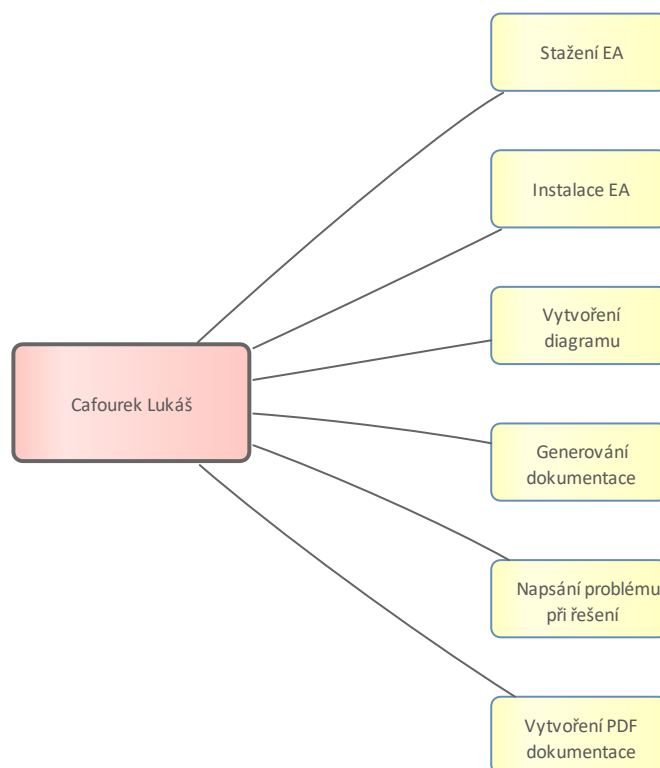 Stažení EA
Instalace EA
Vytvoření
diagramu
Cafourek Lukáš
Generování
dokumentace
Napsání problému
při řešení
Vytvoření PDF
dokumentace